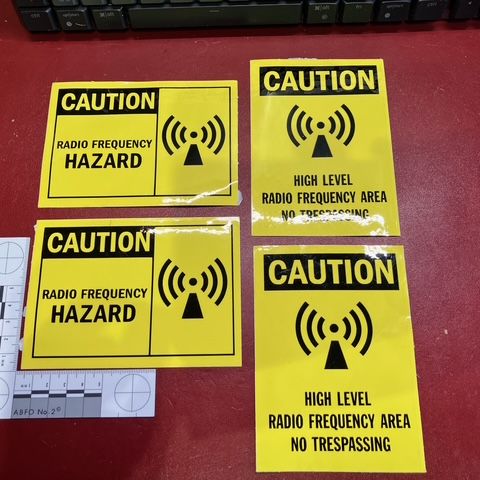 CAUTION
RADIO FREQUENCY
HAZARD
CAUTION
HIGH LEVEL
RADIO FREQUENCY AREA
NO TRESPASSING
CAUTION
RADIO FREQUENCY
HAZARD
CAUTION
HIGH LEVEL
RADIO FREQUENCY AREA
NO TRESPASSING
ABFO No. 2 ©